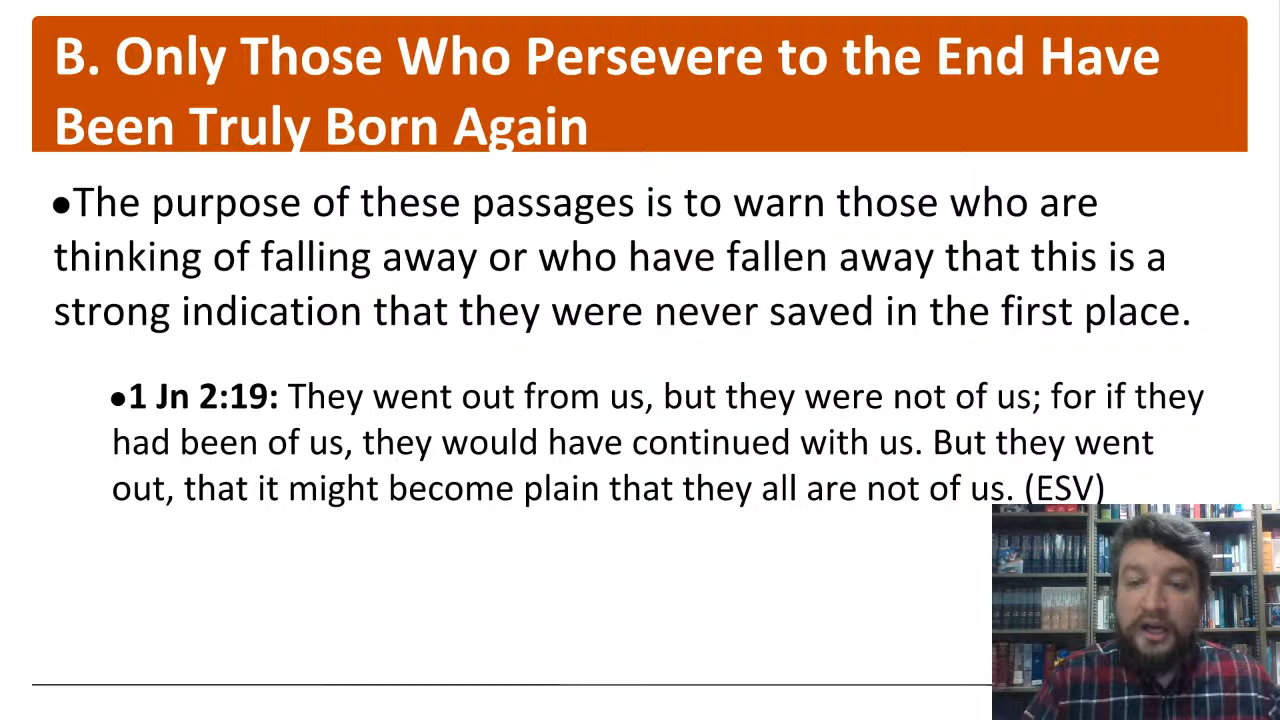 B. Only Those Who Persevere to the End Have
Been Truly Born Again
●The purpose of these passages is to warn those who are
thinking of falling away or who have fallen away that this is a
strong indication that they were never saved in the first place.
●1 Jn 2:19: They went out from us, but they were not of us; for if they
had been of us, they would have continued with us. But they went
out, that it might become plain that they all are not of us. (ESV)